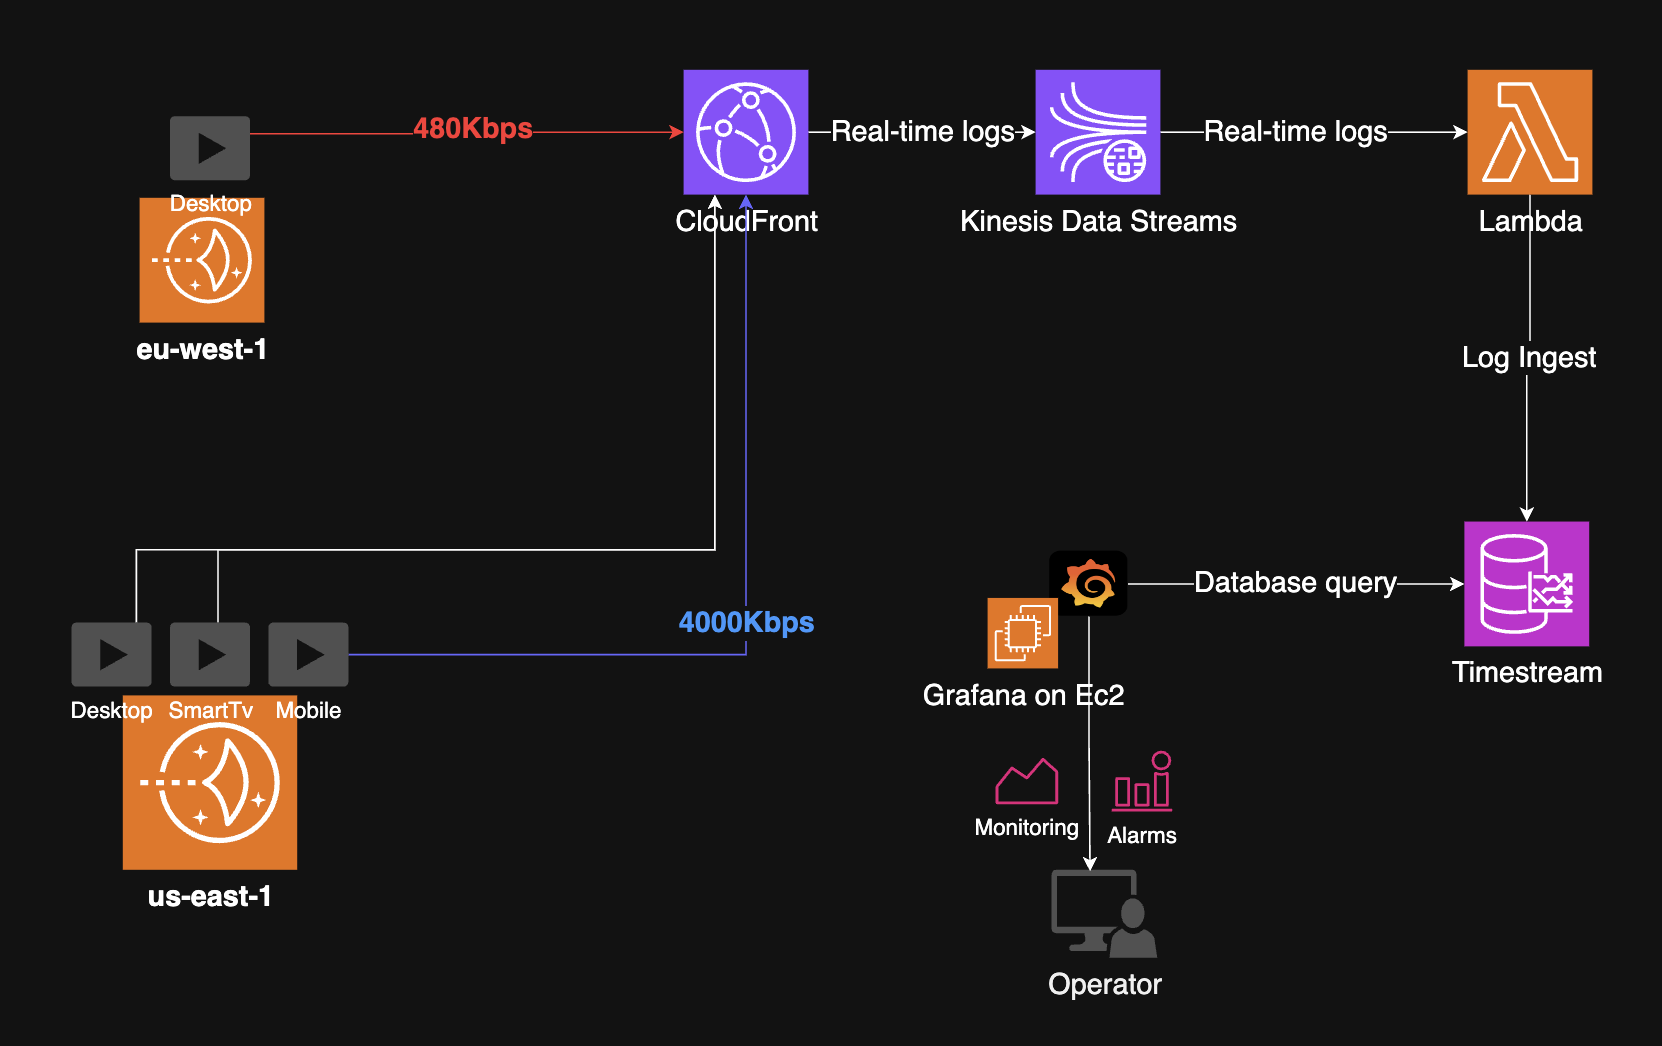 480Kbps
Real-time logs
Real-time logs
Desktop
CloudFront
Kinesis Data Streams
Lambda
eu-west-1
Log Ingest
Database query
4000Kbps
Timestream
Grafana on Ec2
Desktop
SmartTv
Mobile
Monitoring
Alarms
us-east-1
Operator